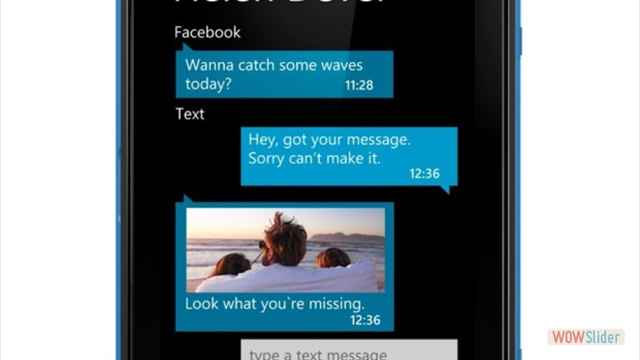 Facebook
Wanna catch some waves
today?
11:28
Text
Hey, got your message.
Sorry can't make it.
12:36
Look what you`re missing.
12:36
type a text message
WOWSlider